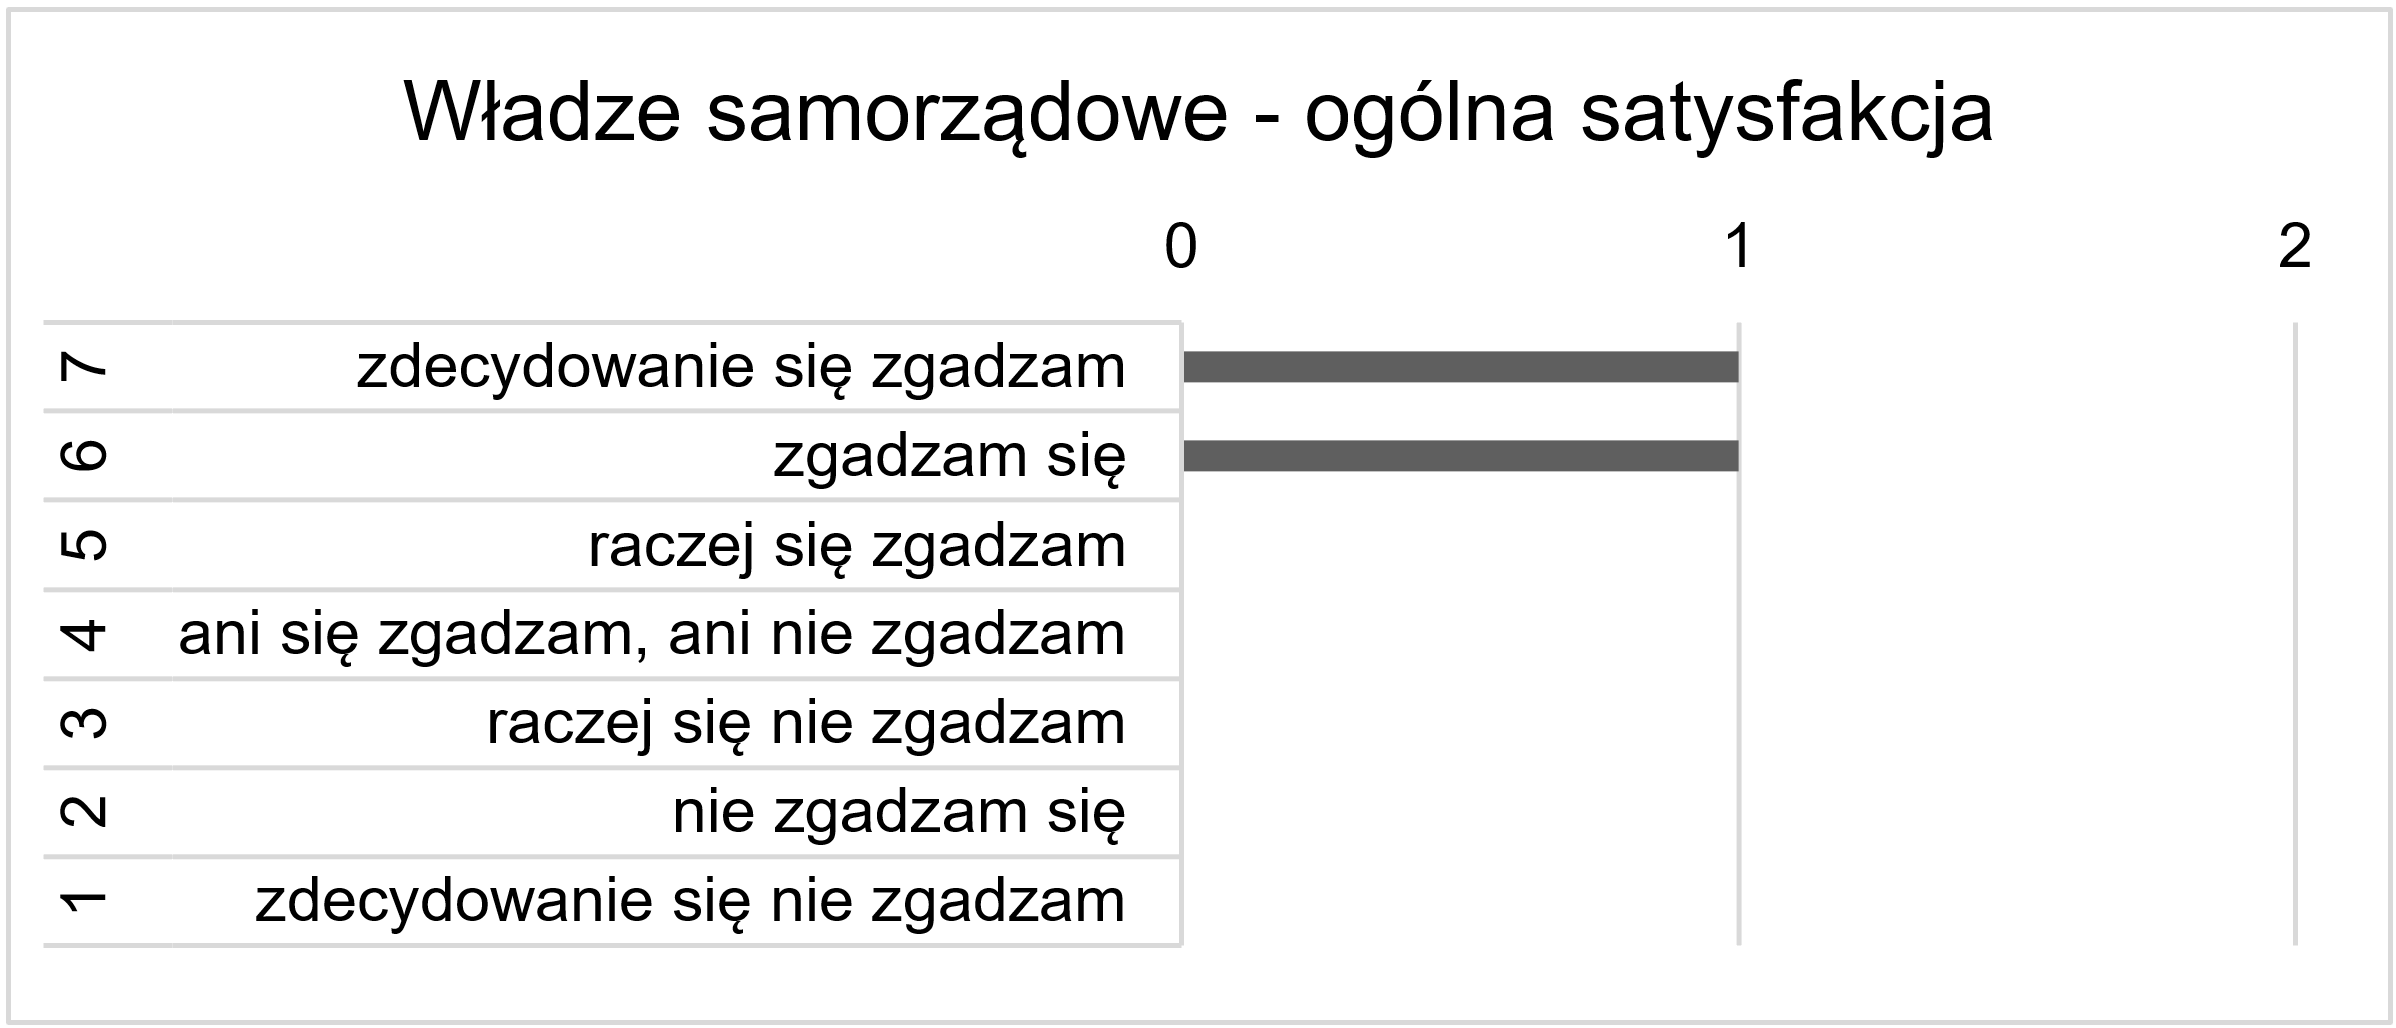 Władze samorządowe - ogólna satysfakcja
0 1 2
7 zdecydowanie się zgadzam
6 zgadzam się
5 raczej się zgadzam
4 ani się zgadzam, ani nie zgadzam
3 raczej się nie zgadzam
2 nie zgadzam się
1 zdecydowanie się nie zgadzam